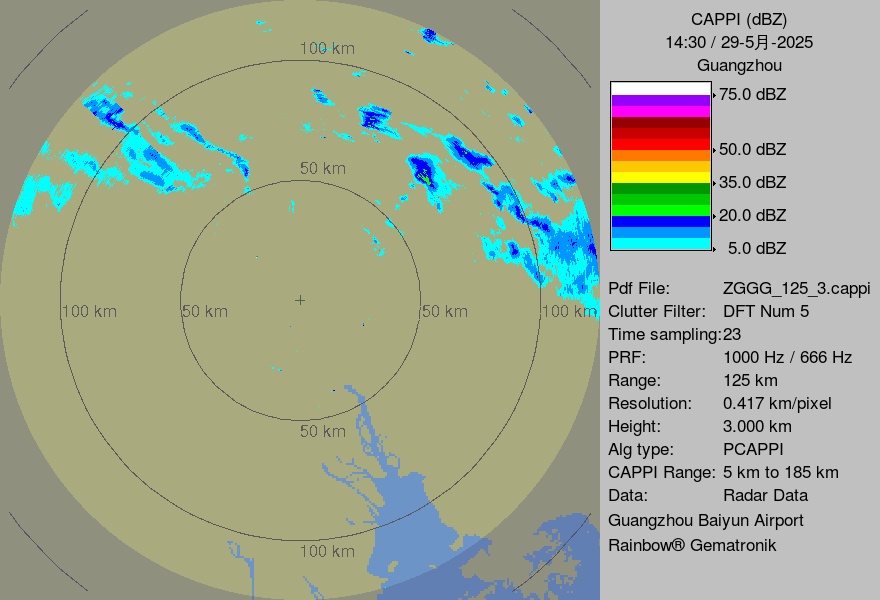 CAPPI (dBZ)
14:30 / 29-5月-2025
Guangzhou
75.0 dBZ
50.0 dBZ
35.0 dBZ
20.0 dBZ
5.0 dBZ
100 km
50 km
100 km
50 km
50 km
100 km
50 km
100 km
Pdf File: ZGGG_125_3.cappi
Clutter Filter: DFT Num 5
Time sampling:23
PRF: 1000 Hz / 666 Hz
Range: 125 km
Resolution: 0.417 km/pixel
Height: 3.000 km
Alg type: PCAPPI
CAPPI Range: 5 km to 185 km
Data: Radar Data
Guangzhou Baiyun Airport
Rainbow® Gematronik